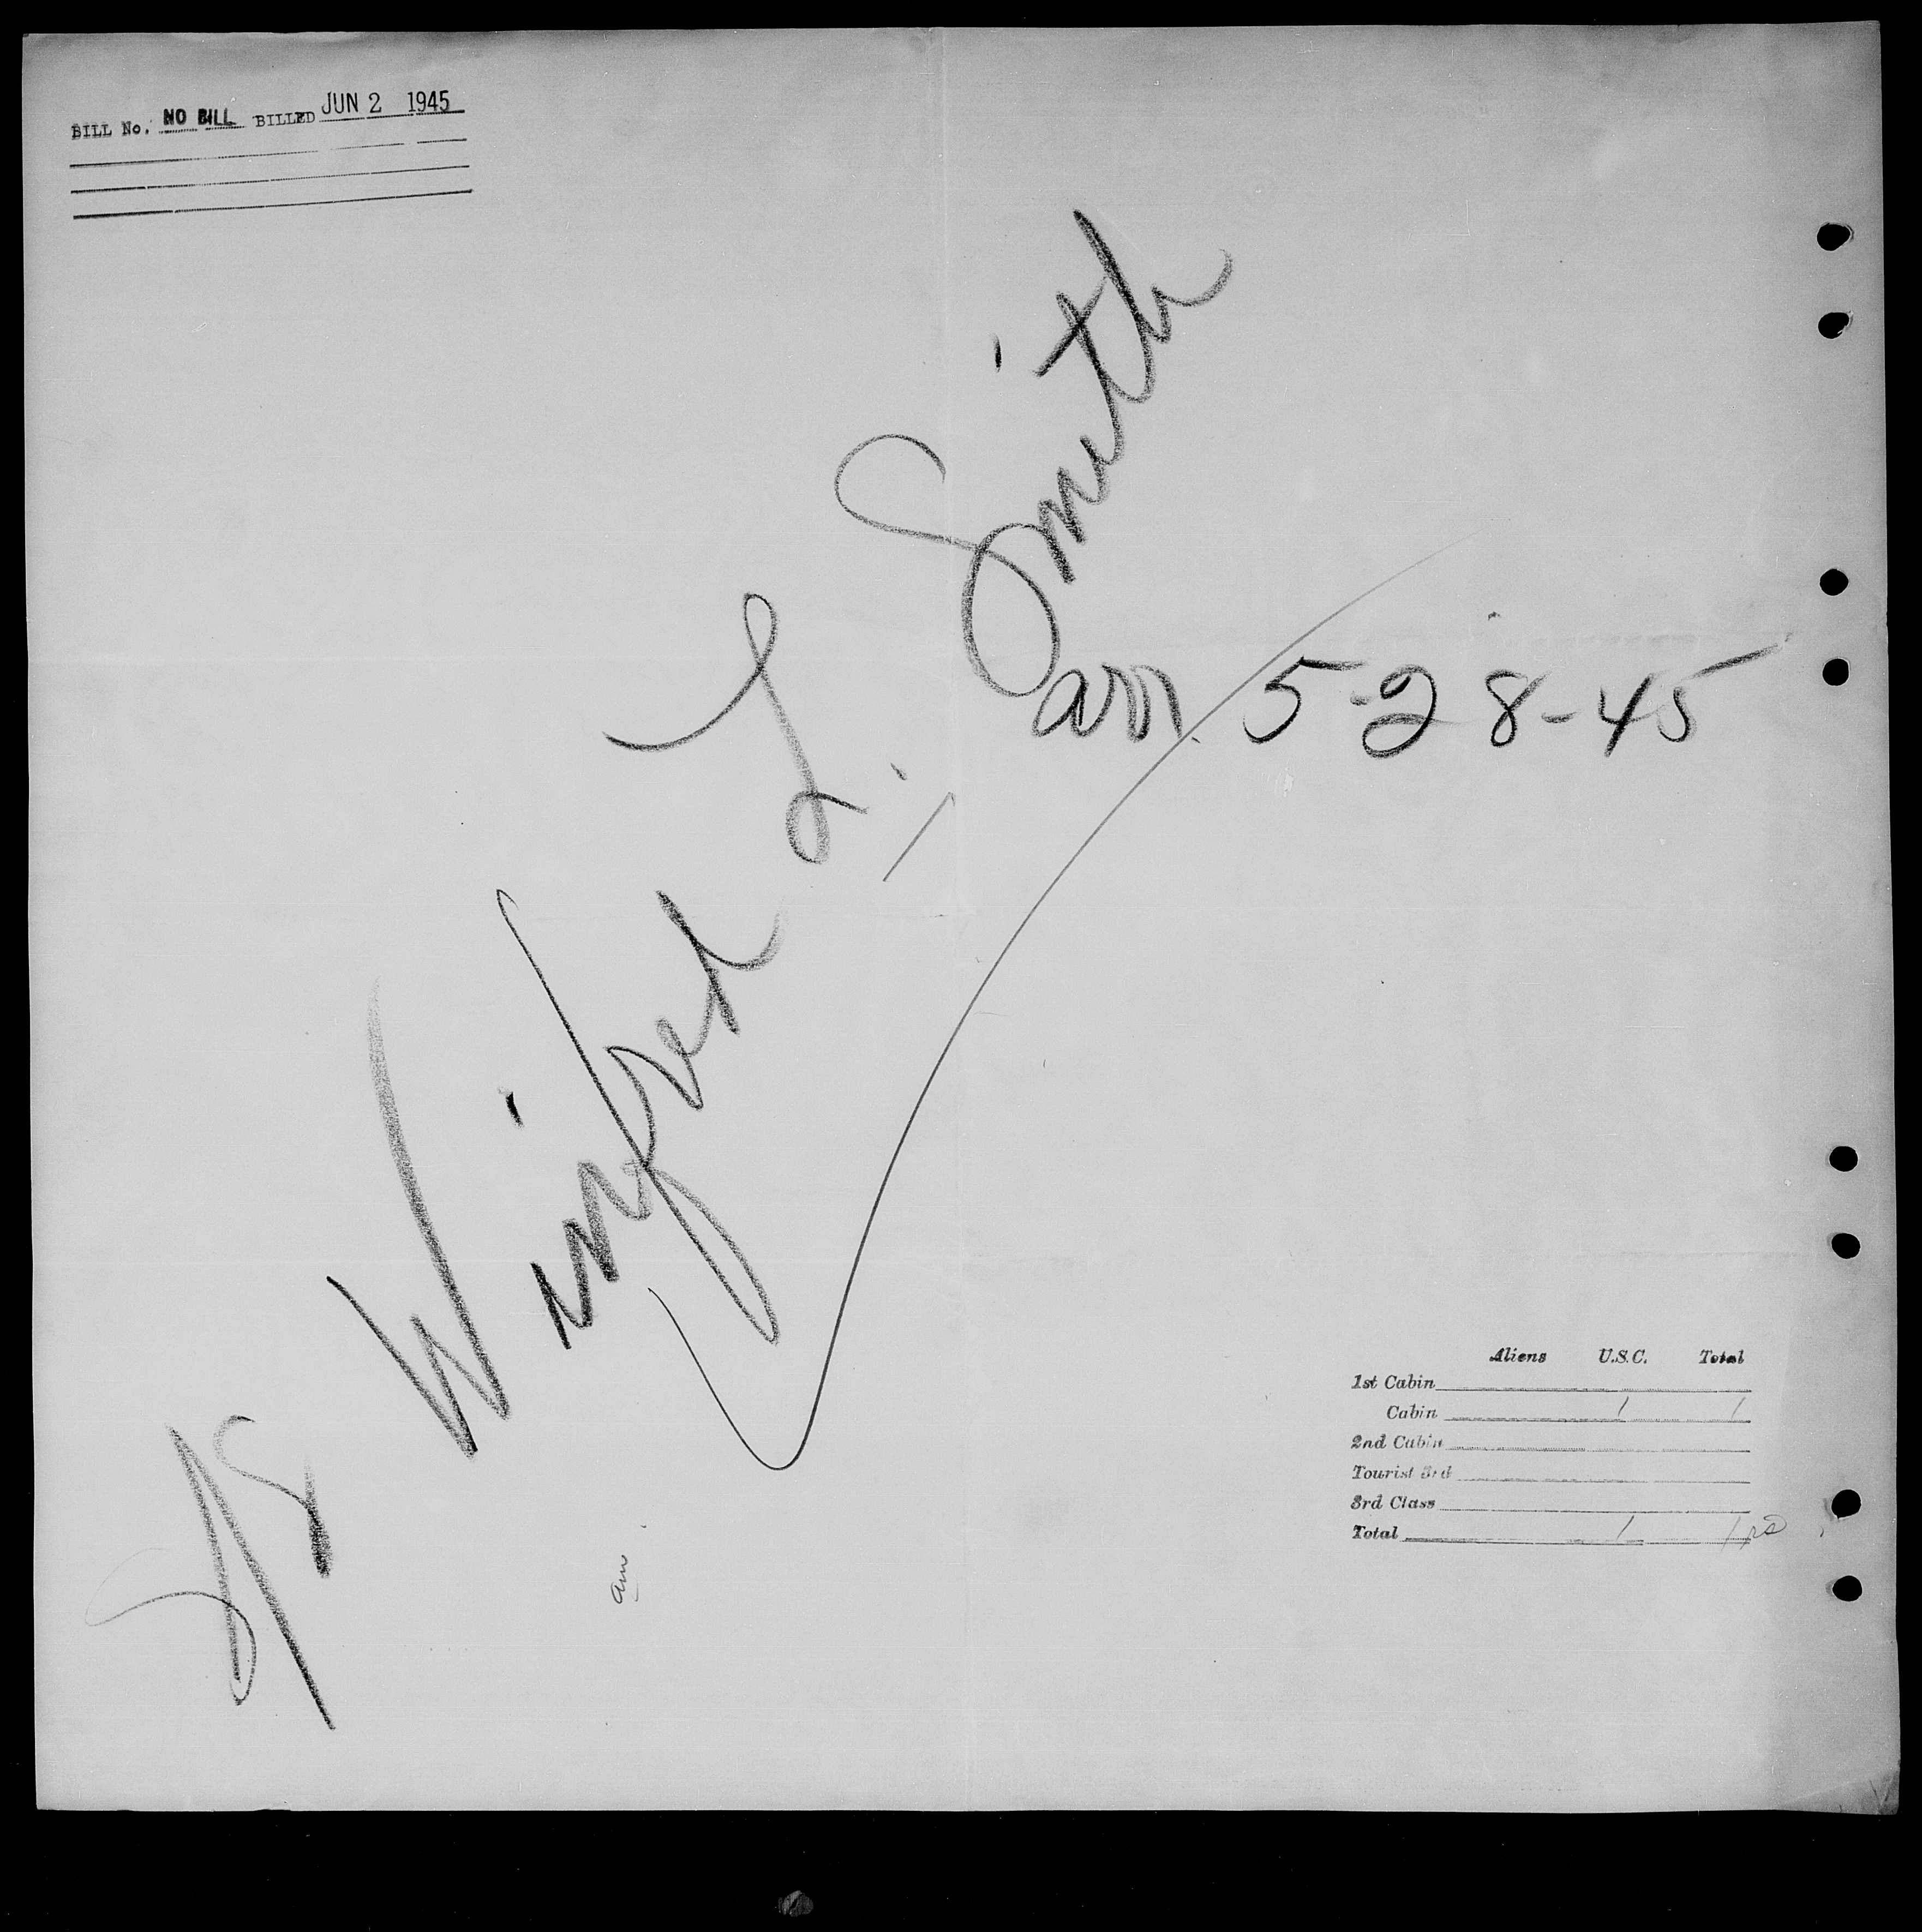 BILL No. NO BILL BILLED JUN 2 1945
SS Winfred L. Smith
arr. 5-28-45
Aliens U.S.C. Total
1st Cabin
Cabin 1 1
2nd Cabin
Tourist 3rd
3rd Class
Total 1 1